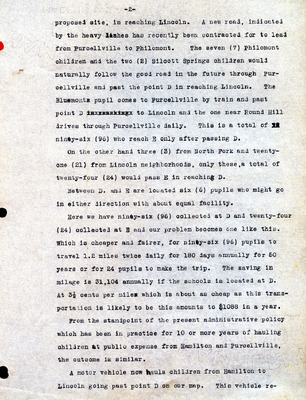 -2-
proposed site, in reaching Lincoln. A new road, indicated
by the heavy lines has recently been contracted for to lead
from Purcellville to Philomont. The seven (7) Philomont
children and the two (2) Silcott Springs children would
naturally follow the good road in the future through Pur-
cellville and past the point D in reaching Lincoln. The
Bluemont pupil comes to Purcellville by train and past
point D to Lincoln and the one near Round Hill
drives through Purcellville daily. This is a total of
ninty-six (96) who reach E only after passing D.
On the other hand three (3) from North Fork and twenty-
one (21) from Lincoln neighborhoods, only these, a total of
twenty-four (24) would pass E in reaching D.
Between D. and E are located six (6) pupils who might go
in either direction with about equal facility.
Here we have ninty-six (96) collected at D and twenty-four
(24) collected at E and our problem becomes one like this.
Which is cheaper and fairer, for ninty-six (96) pupils to
travel 1.2 miles twice daily for 180 days annually for 50
years or for 24 pupils to make the trip. The saving in
mileage is 31,104 annually if the schools is located at D.
At 3½ cents per mile which is about as cheap as this trans-
portation is likely to be this amounts to $1088 in a year.
From the standpoint of the present administrative policy
which has been in practice for 10 or more years of hauling
children at public expense from Hamilton and Purcellville,
the outcome is similar.
A motor vehicle now hauls children from Hamilton to
Lincoln going past point D on our map. This vehicle re-